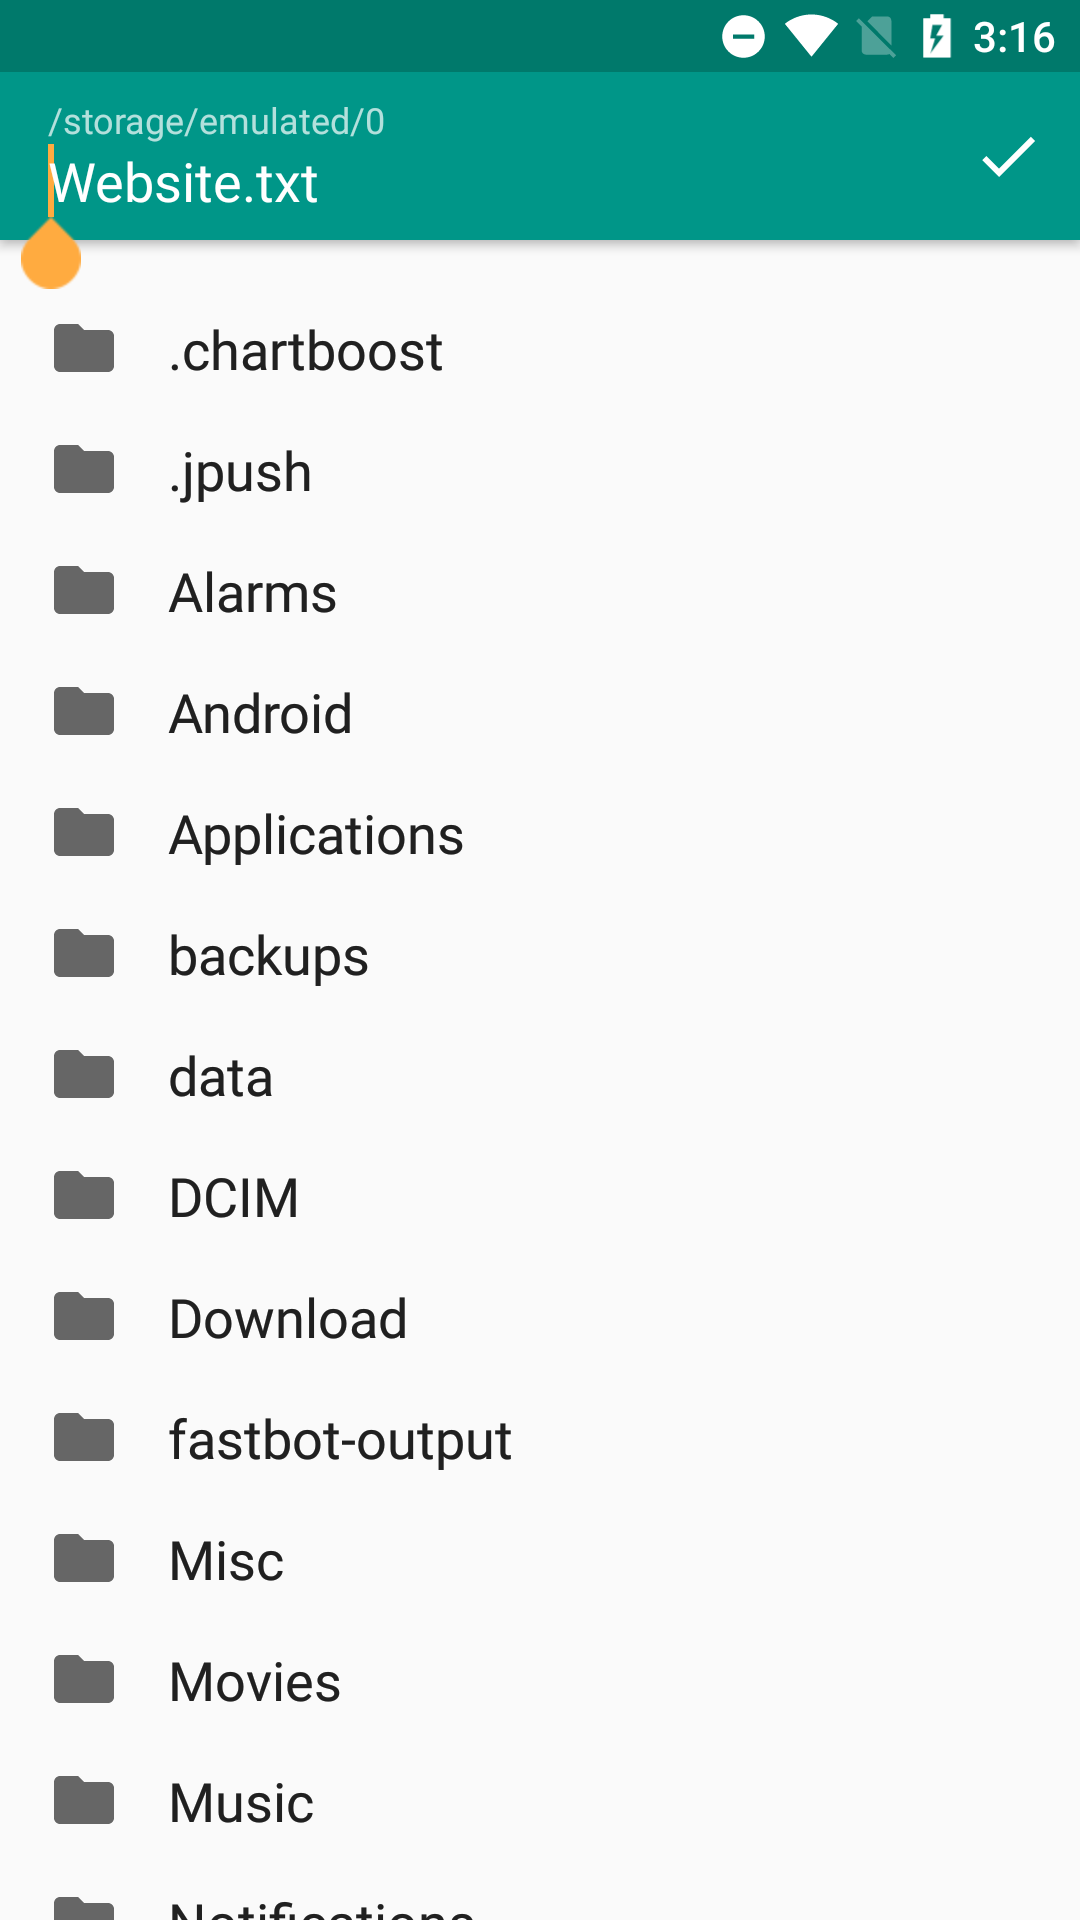 3:16
/storage/emulated/0
Website.txt
.chartboost
.jpush
Alarms
Android
Applications
backups
data
DCIM
Download
fastbot-output
Misc
Movies
Music
Notifications